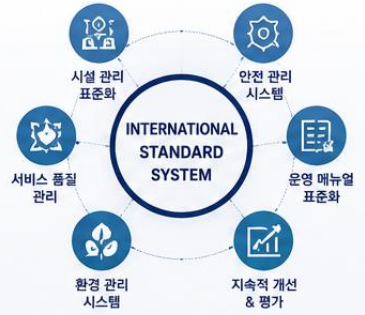 시설 관리
표준화
안전 관리
시스템
INTERNATIONAL
STANDARD
SYSTEM
서비스 품질
관리
운영 매뉴얼
표준화
환경 관리
시스템
지속적 개선
& 평가